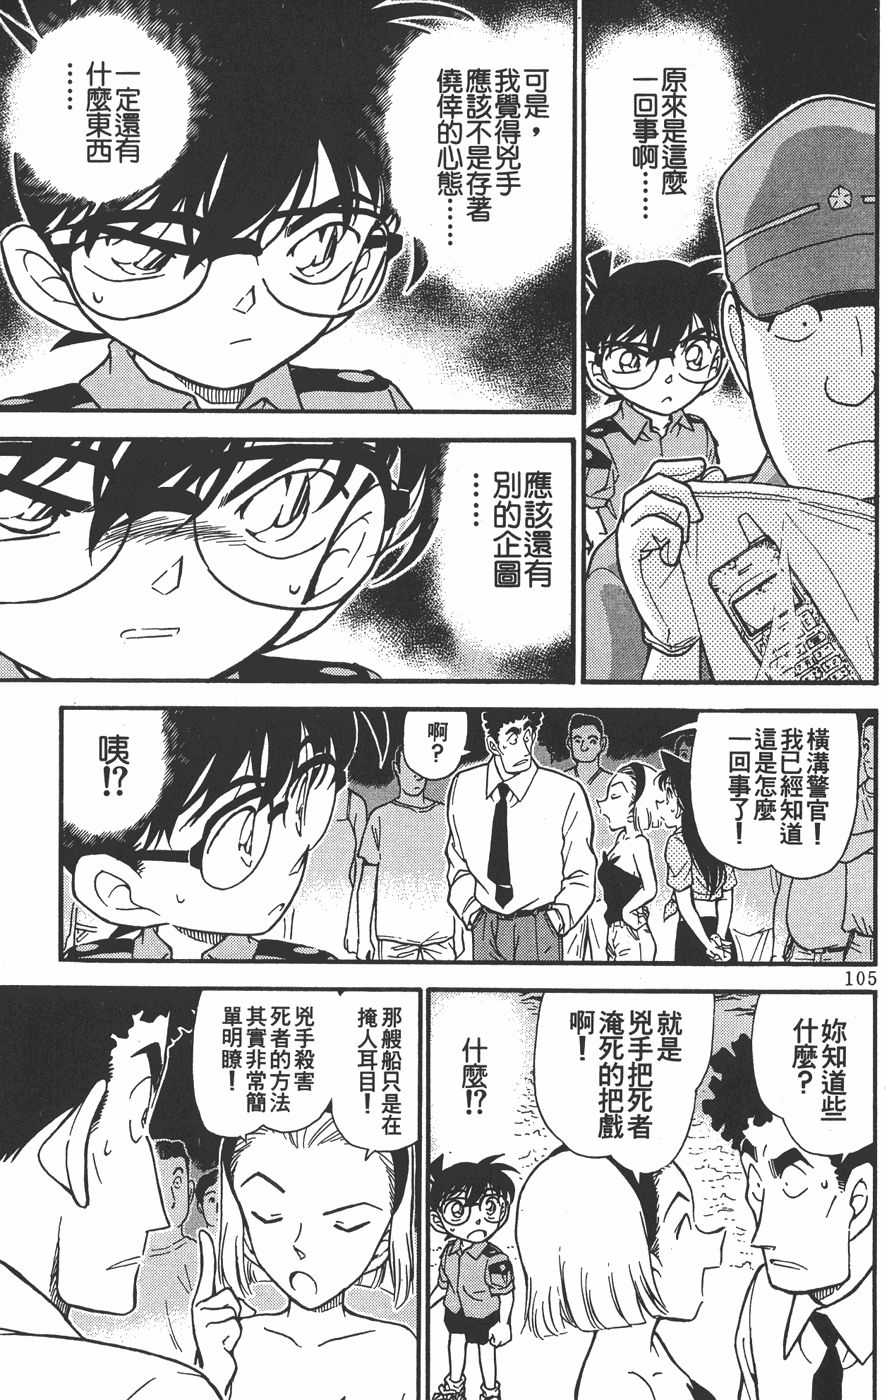 原來是這麼
一回事啊……
可是，
我覺得兇手
應該不是存著
僥倖的心態……
一定還有
什麼東西
……
應該還有
別的企圖
……
橫溝警官！
我已經知道
這是怎麼
一回事了！
啊？
咦!?
105
妳知道些
什麼？
就是
兇手把死者
淹死的把戲
啊！
什麼!?
那艘船只是在
掩人耳目！
兇手殺害
死者的方法
其實非常簡
單明瞭！